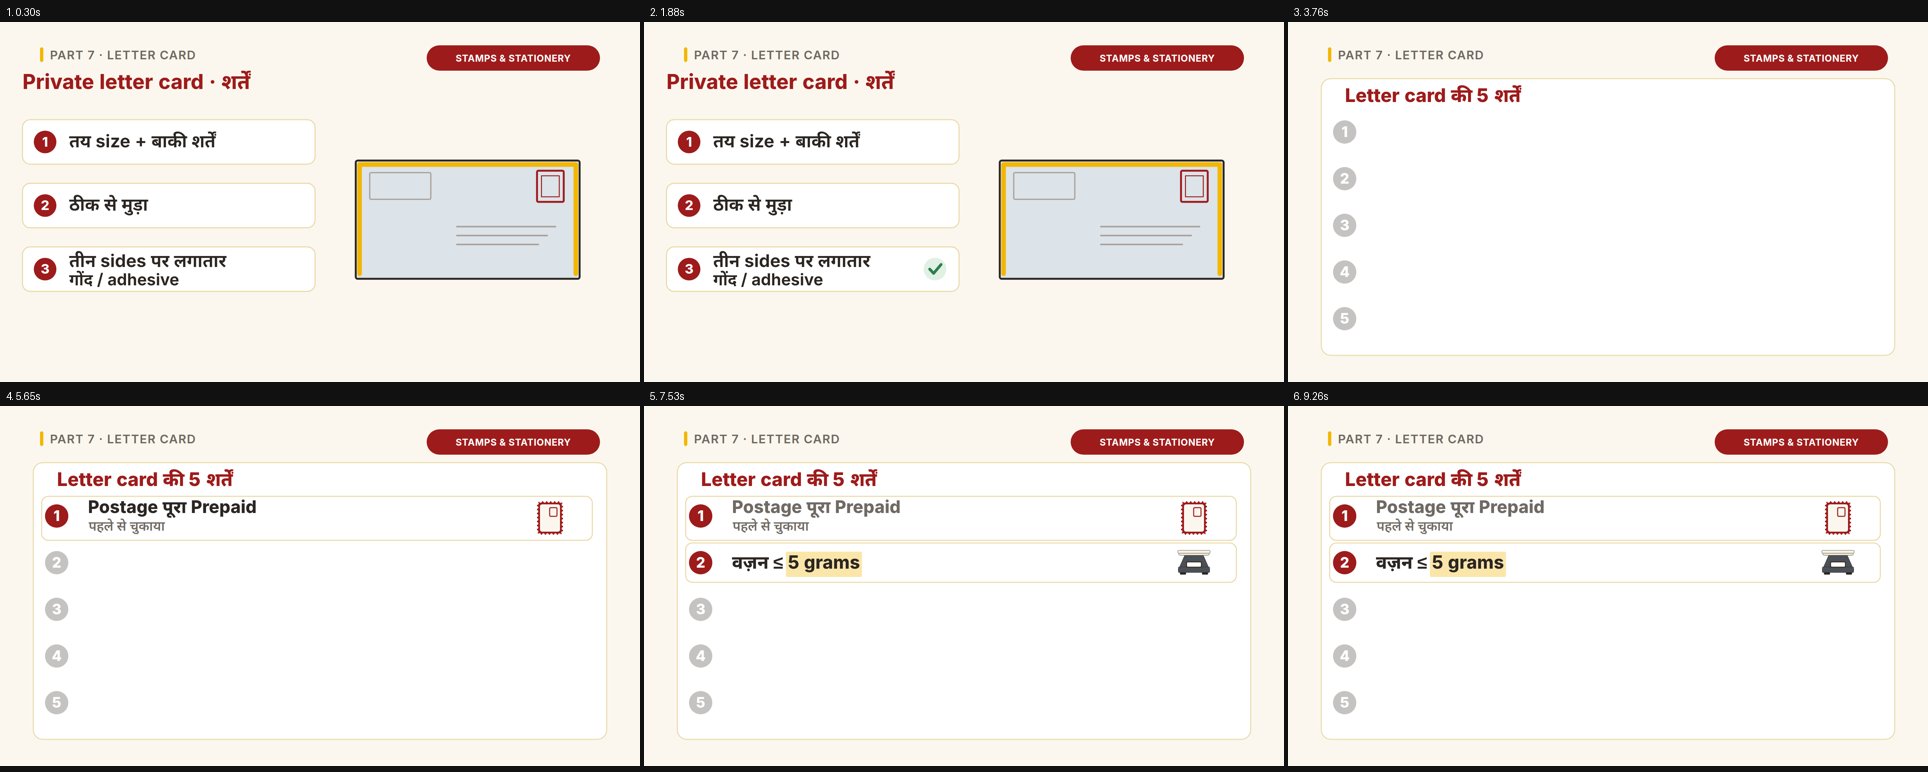 1. 0.30s
PART 7 · LETTER CARD
STAMPS & STATIONERY
Private letter card · शर्तें
1 तय size + बाकी शर्तें
2 ठीक से मुड़ा
3 तीन sides पर लगातार
गोंद / adhesive
2. 1.88s
PART 7 · LETTER CARD
STAMPS & STATIONERY
Private letter card · शर्तें
1 तय size + बाकी शर्तें
2 ठीक से मुड़ा
3 तीन sides पर लगातार
गोंद / adhesive
3. 3.76s
PART 7 · LETTER CARD
STAMPS & STATIONERY
Letter card की 5 शर्तें
1
2
3
4
5
4. 5.65s
PART 7 · LETTER CARD
STAMPS & STATIONERY
Letter card की 5 शर्तें
1 Postage पूरा Prepaid
पहले से चुकाया
2
3
4
5
5. 7.53s
PART 7 · LETTER CARD
STAMPS & STATIONERY
Letter card की 5 शर्तें
1 Postage पूरा Prepaid
पहले से चुकाया
2 वज़न ≤ 5 grams
3
4
5
6. 9.26s
PART 7 · LETTER CARD
STAMPS & STATIONERY
Letter card की 5 शर्तें
1 Postage पूरा Prepaid
पहले से चुकाया
2 वज़न ≤ 5 grams
3
4
5